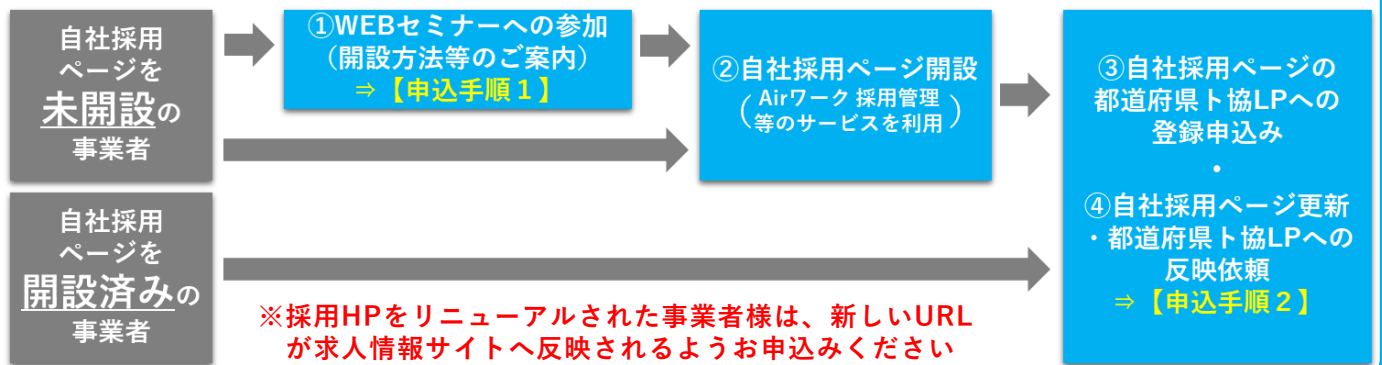 自社採用
ページを
未開設の
事業者
①WEBセミナーへの参加
（開設方法等のご案内）
⇒【申込手順１】
②自社採用ページ開設
（Airワーク 採用管理
等のサービスを利用）
③自社採用ページの
都道府県ト協LPへの
登録申込み
・
④自社採用ページ更新
・都道府県ト協LPへの
反映依頼
⇒【申込手順２】
自社採用
ページを
開設済みの
事業者
※採用HPをリニューアルされた事業者様は、新しいURL
が求人情報サイトへ反映されるようお申込みください